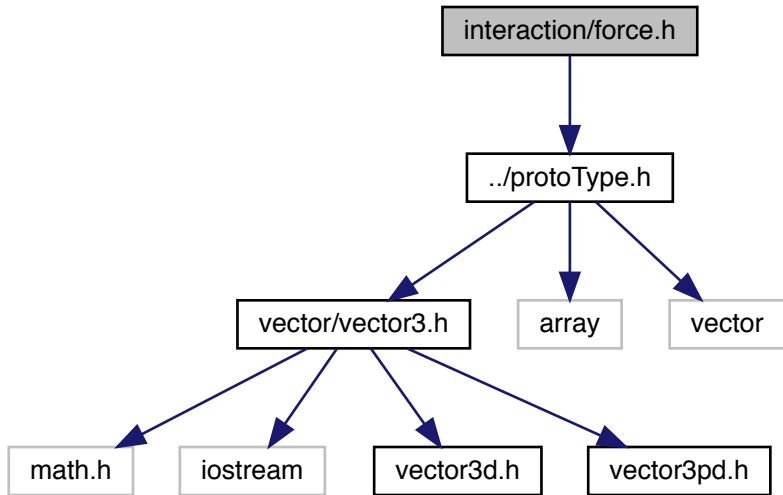 interaction/force.h
../protoType.h
vector/vector3.h
array
vector
math.h
iostream
vector3d.h
vector3pd.h